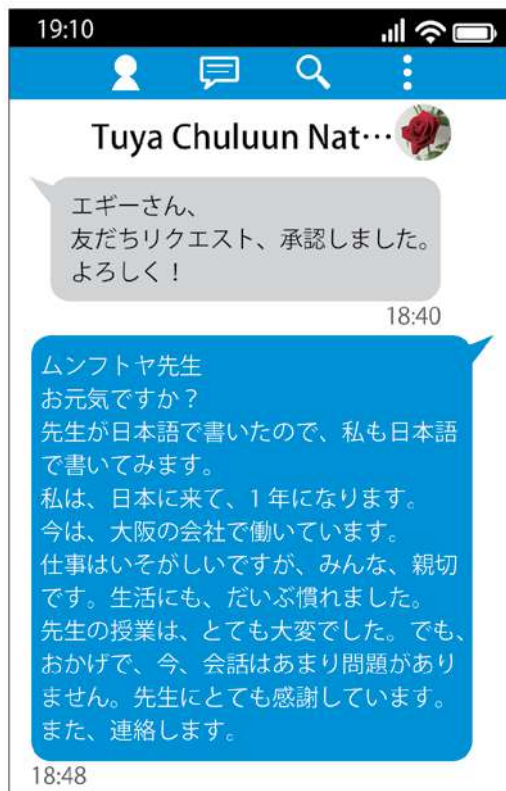 19:10
Tuya Chuluun Nat…
エギーさん、
友だちリクエスト、承認しました。
よろしく！
18:40
ムンフトヤ先生
お元気ですか？
先生が日本語で書いたので、私も日本語
で書いてみます。
私は、日本に来て、1年になります。
今は、大阪の会社で働いています。
仕事はいそがしいですが、みんな、親切
です。生活にも、だいぶ慣れました。
先生の授業は、とても大変でした。でも、
おかげで、今、会話はあまり問題があり
ません。先生にとても感謝しています。
また、連絡します。
18:48